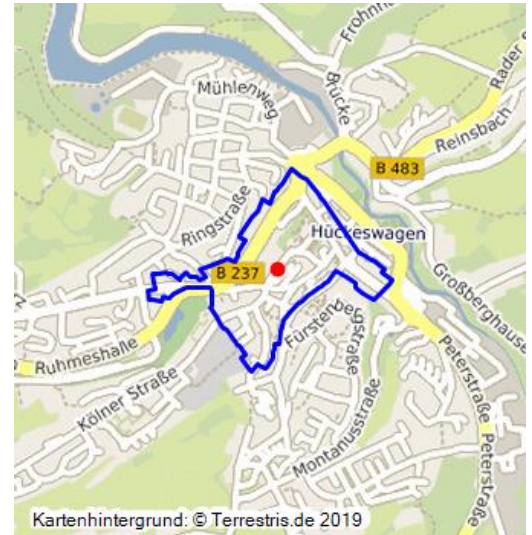 Frohnha
Brücke
Rader
Mühlenweg
Reinsbach
B 483
Ringstraße
Hückeswagen
B 237
Großberghause
Fürstenbergstraße
Ruhmeshalle
Peterstraße
Kölner Straße
Montanusstraße
Peterstraße
Kartenhintergrund: © Terrestris.de 2019